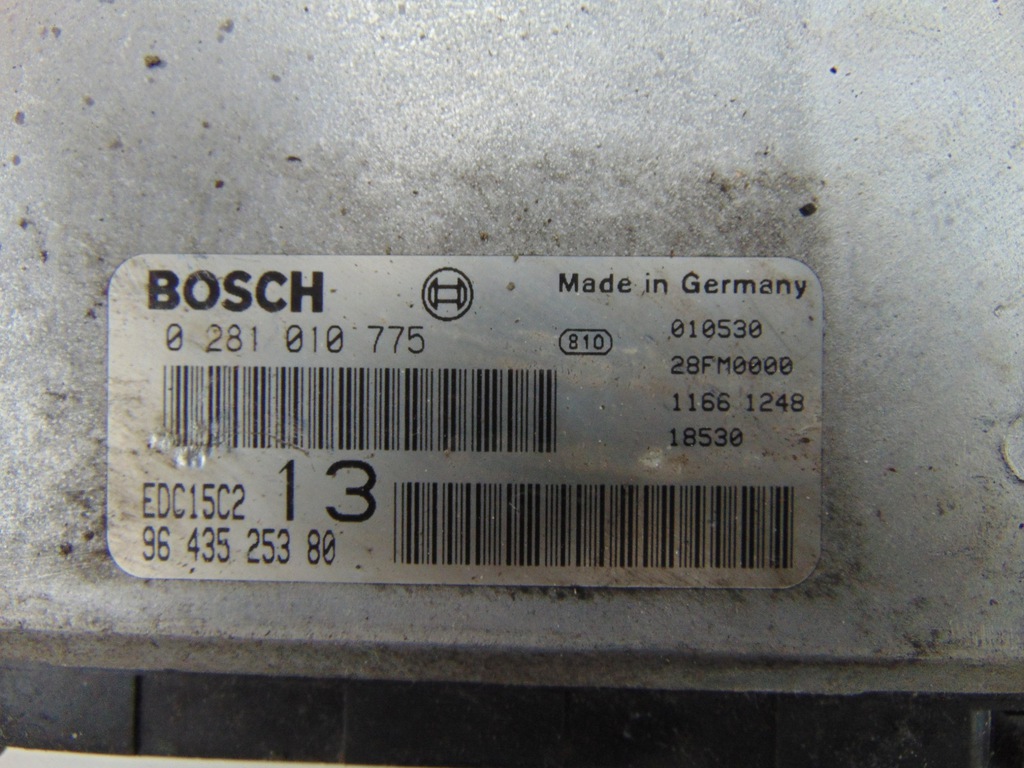 BOSCH
Made in Germany
0 281 010 775
810
010530
28FM0000
1166 1248
18530
EDC15C2
13
96 435 253 80